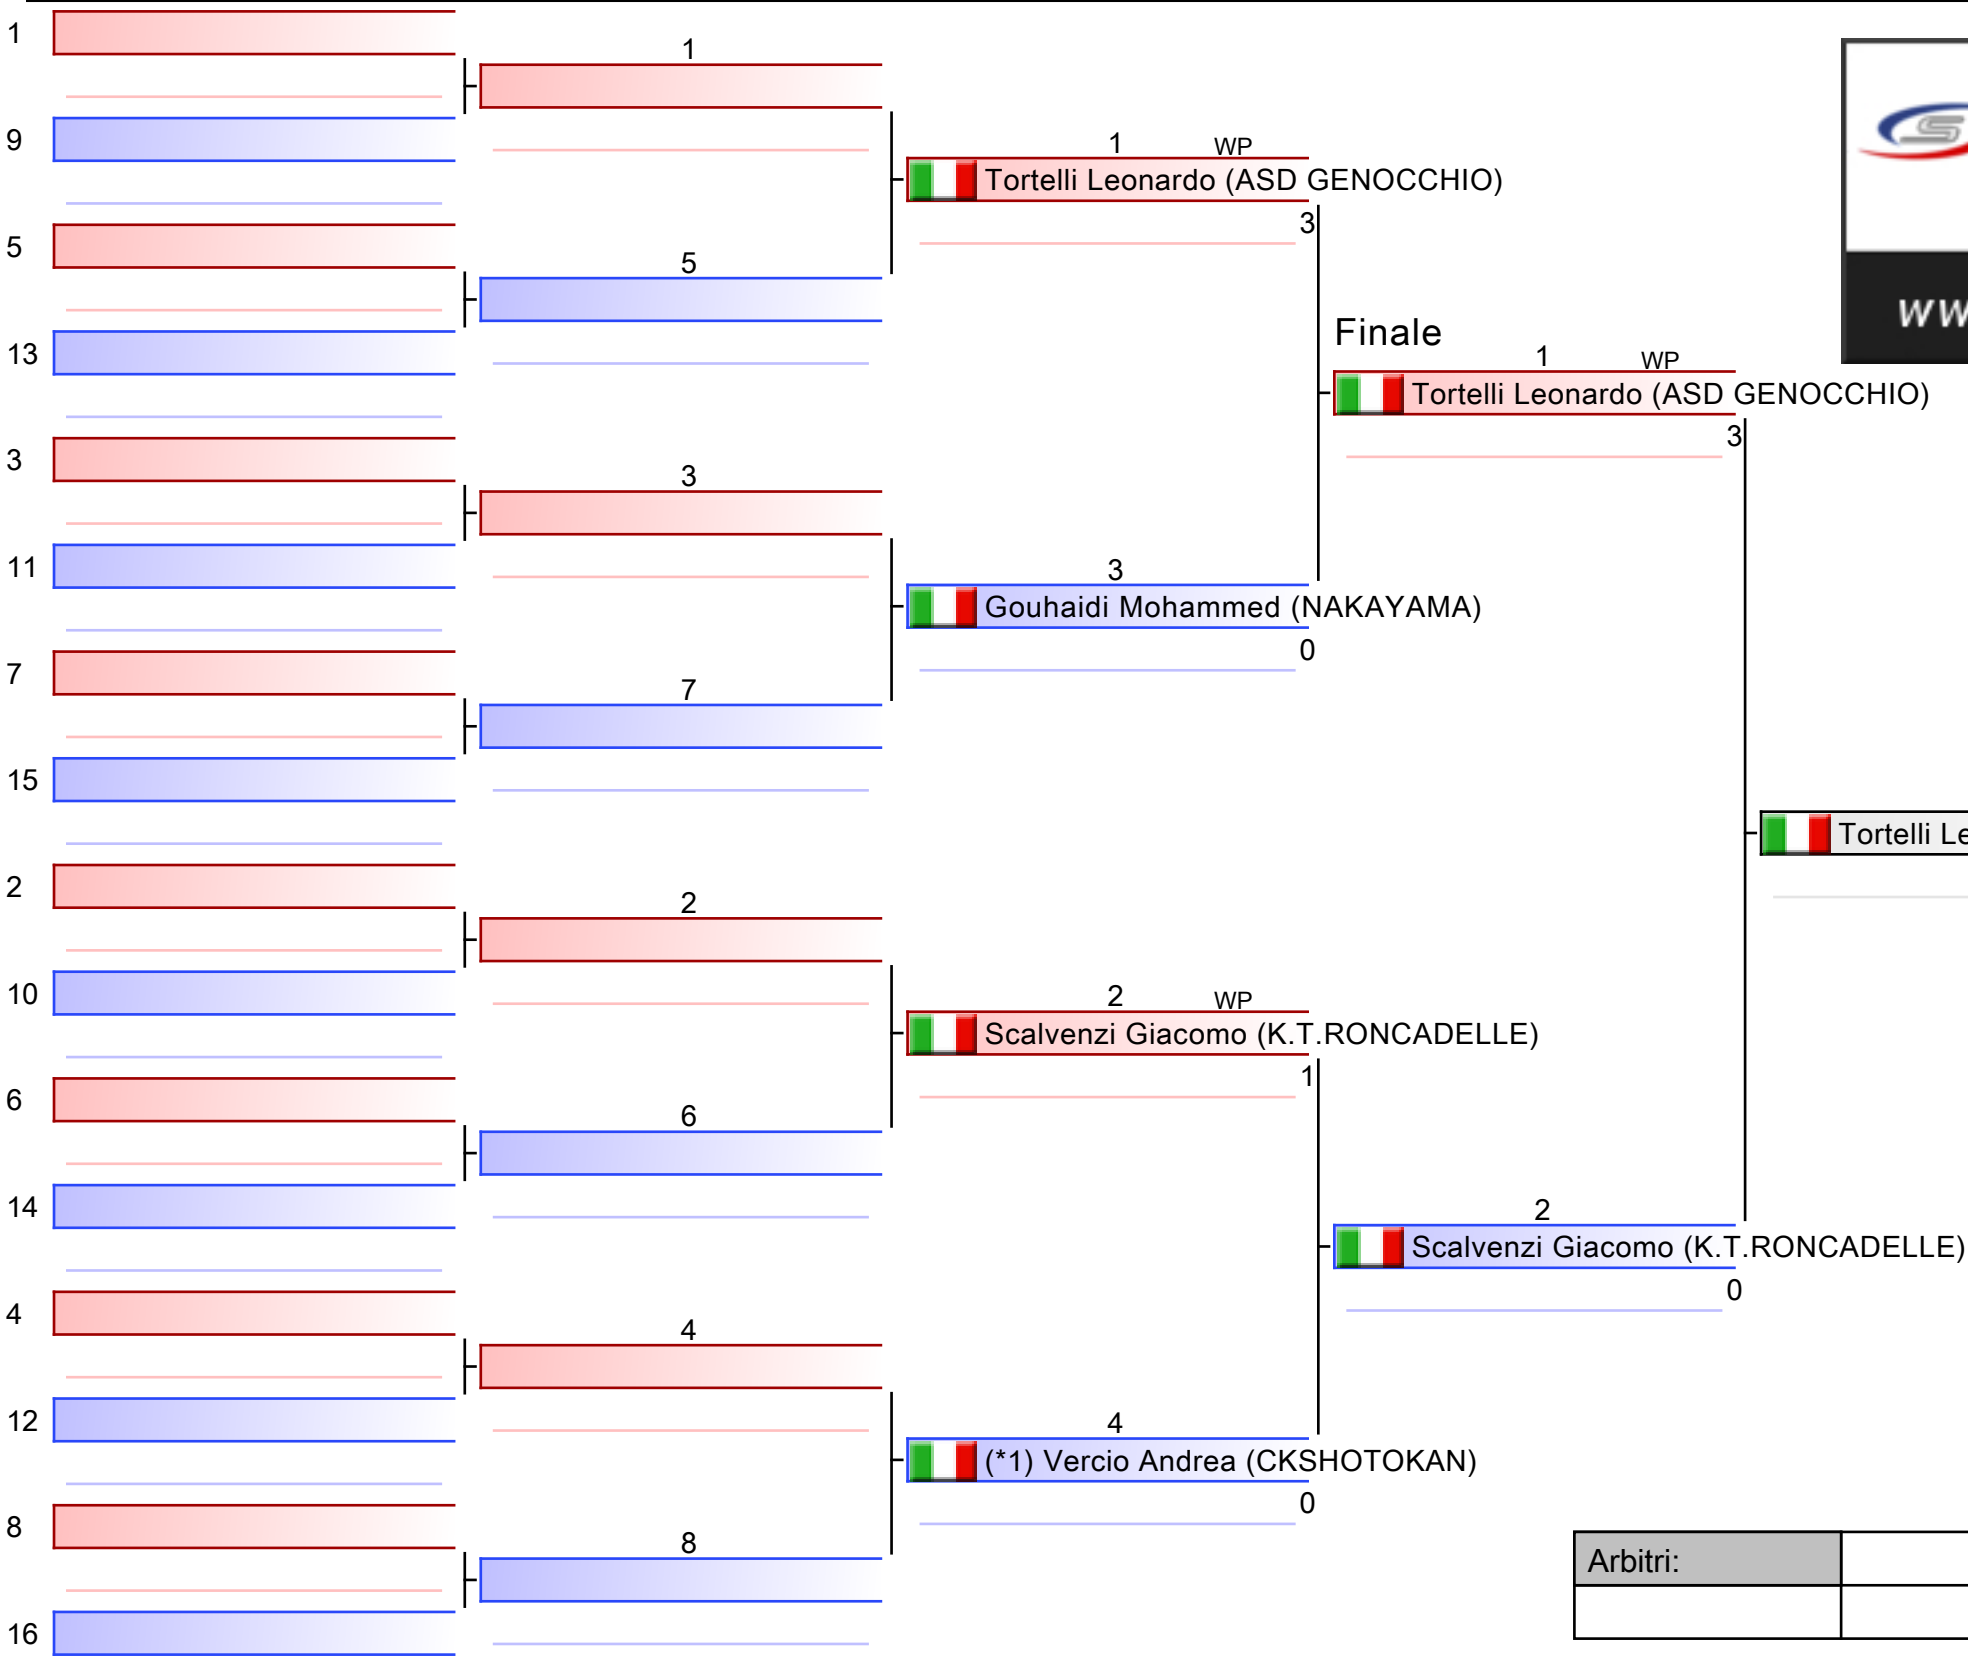 1
9
5
13
3
11
7
15
2
10
6
14
4
12
8
16
1
5
3
7
2
6
4
8
1 WP
Tortelli Leonardo (ASD GENOCCHIO)
3
3
Gouhaidi Mohammed (NAKAYAMA)
0
2 WP
Scalvenzi Giacomo (K.T.RONCADELLE)
1
4
(*1) Vercio Andrea (CKSHOTOKAN)
0
Finale
1 WP
Tortelli Leonardo (ASD GENOCCHIO)
3
2
Scalvenzi Giacomo (K.T.RONCADELLE)
0
Tortelli Le
S
ww
Arbitri: